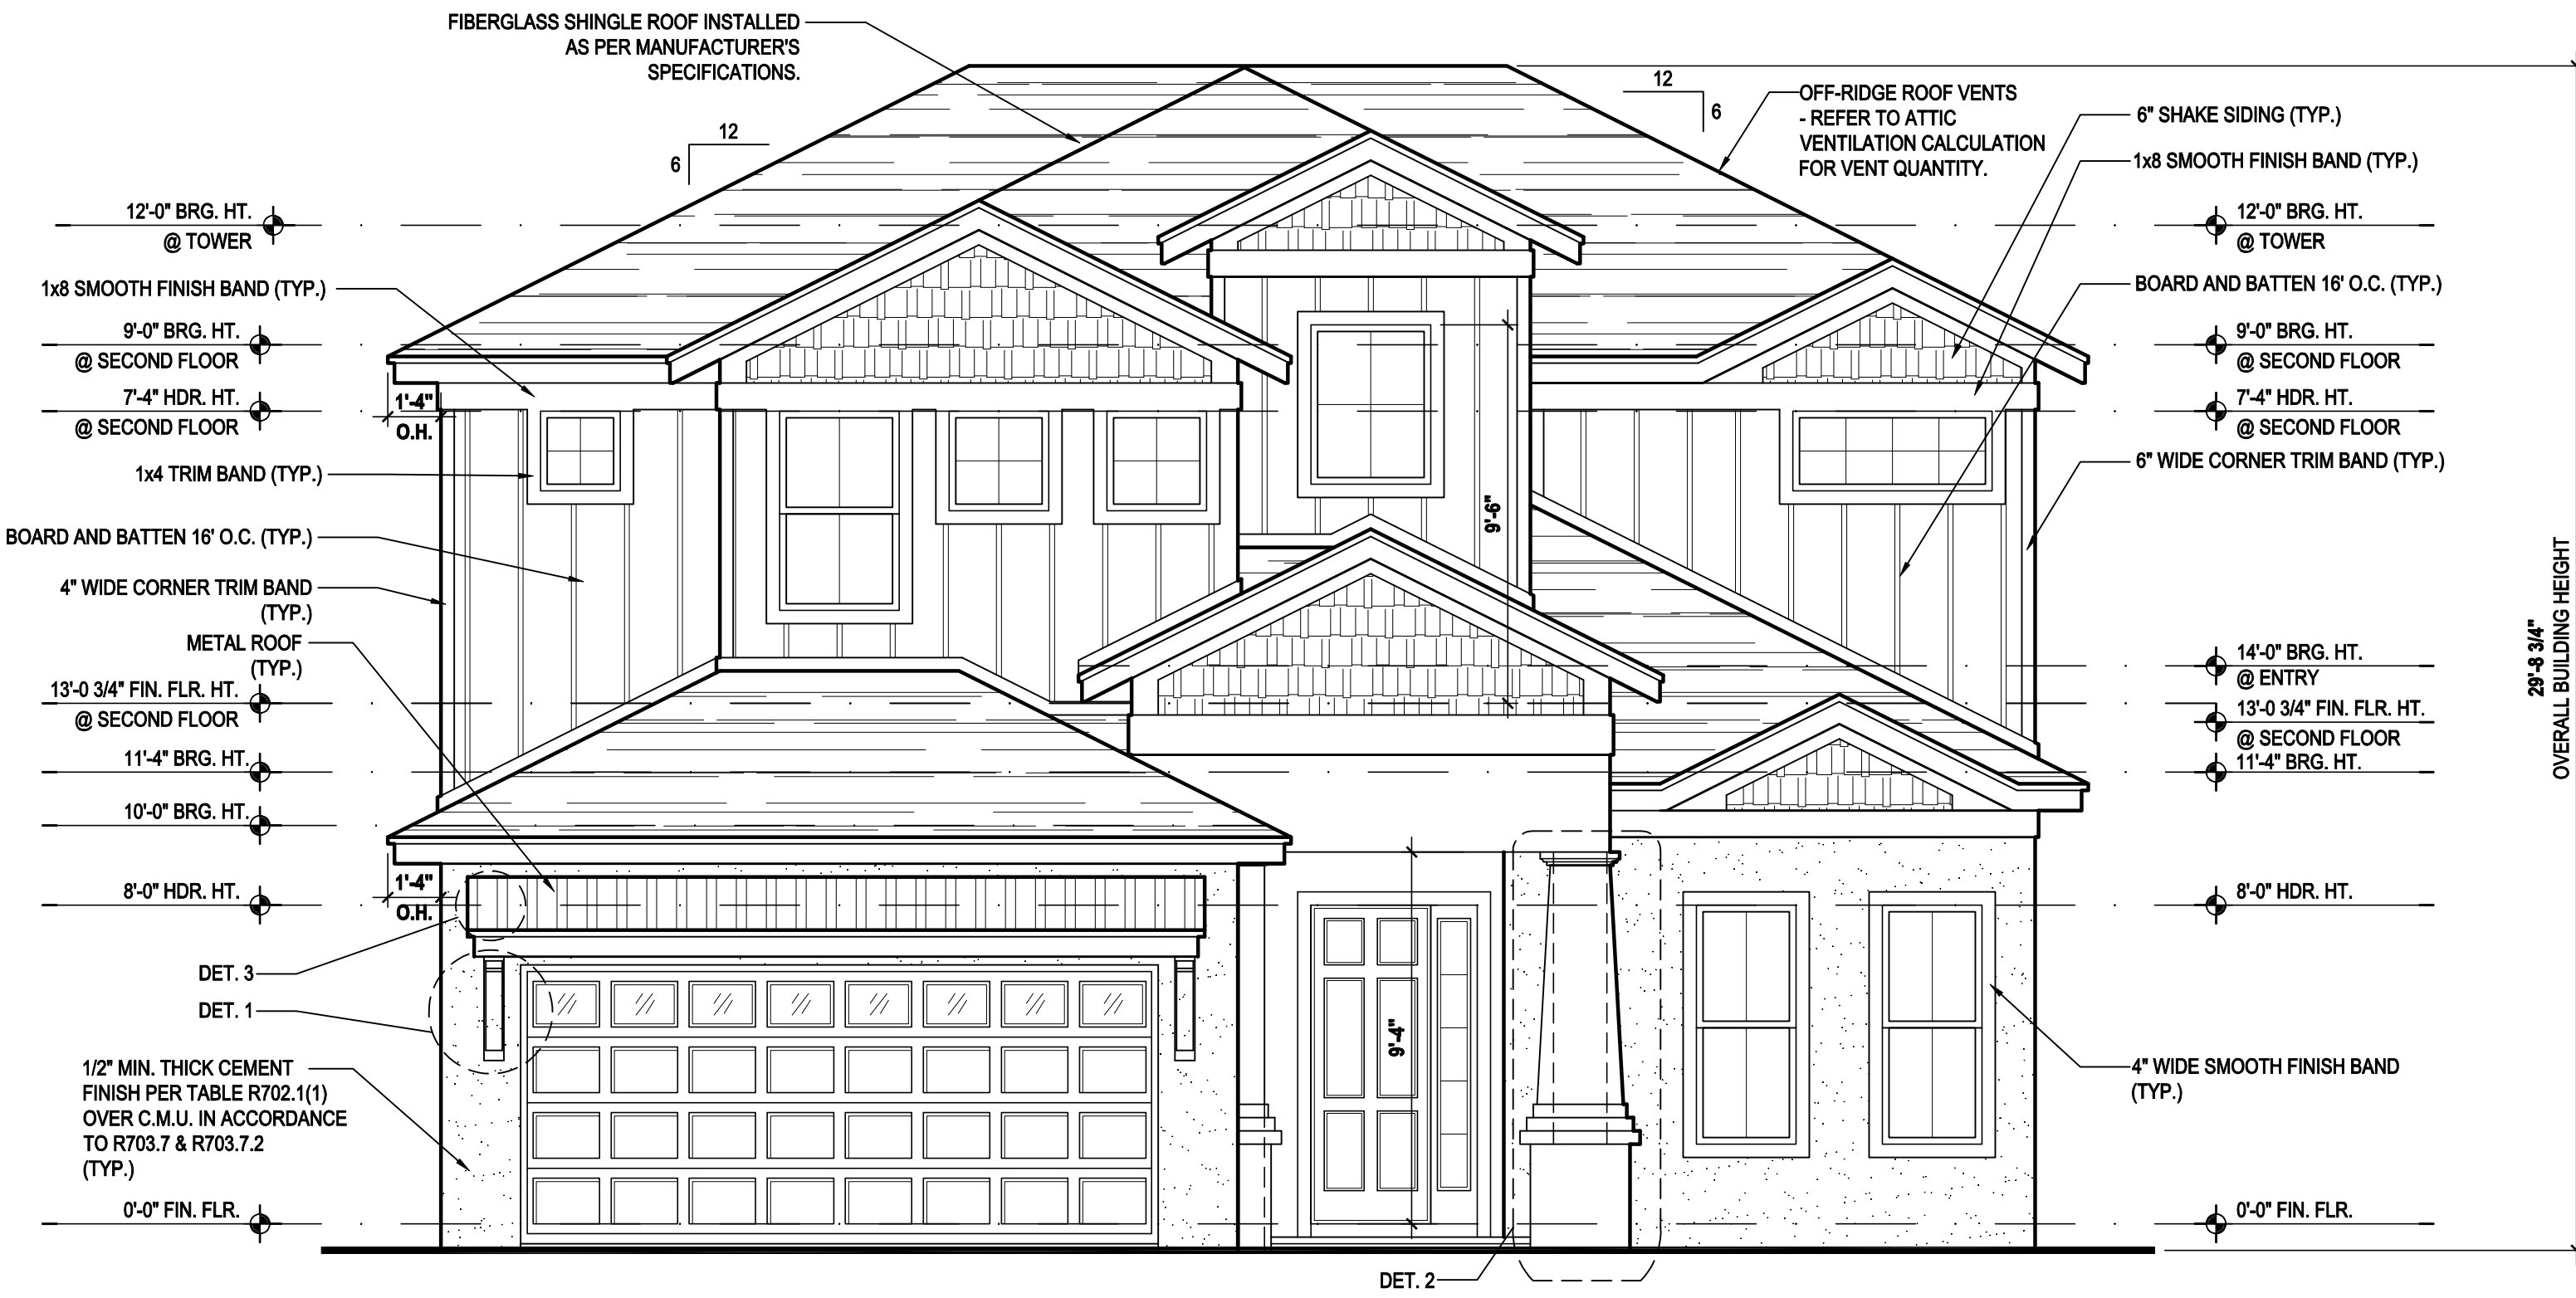 FIBERGLASS SHINGLE ROOF INSTALLED
AS PER MANUFACTURER'S
SPECIFICATIONS.
12
6
12
6
OFF-RIDGE ROOF VENTS
- REFER TO ATTIC
VENTILATION CALCULATION
FOR VENT QUANTITY.
12'-0" BRG. HT.
@ TOWER
1x8 SMOOTH FINISH BAND (TYP.)
9'-0" BRG. HT.
@ SECOND FLOOR
7'-4" HDR. HT.
@ SECOND FLOOR
1'-4"
O.H.
1x4 TRIM BAND (TYP.)
BOARD AND BATTEN 16' O.C. (TYP.)
4" WIDE CORNER TRIM BAND
(TYP.)
METAL ROOF
(TYP.)
13'-0 3/4" FIN. FLR. HT.
@ SECOND FLOOR
11'-4" BRG. HT.
10'-0" BRG. HT.
8'-0" HDR. HT.
1'-4"
O.H.
DET. 3
DET. 1
1/2" MIN. THICK CEMENT
FINISH PER TABLE R702.1(1)
OVER C.M.U. IN ACCORDANCE
TO R703.7 & R703.7.2
(TYP.)
0'-0" FIN. FLR.
9'-6"
9'-4"
DET. 2
6" SHAKE SIDING (TYP.)
1x8 SMOOTH FINISH BAND (TYP.)
12'-0" BRG. HT.
@ TOWER
BOARD AND BATTEN 16' O.C. (TYP.)
9'-0" BRG. HT.
@ SECOND FLOOR
7'-4" HDR. HT.
@ SECOND FLOOR
6" WIDE CORNER TRIM BAND (TYP.)
14'-0" BRG. HT.
@ ENTRY
13'-0 3/4" FIN. FLR. HT.
@ SECOND FLOOR
11'-4" BRG. HT.
8'-0" HDR. HT.
4" WIDE SMOOTH FINISH BAND
(TYP.)
0'-0" FIN. FLR.
29'-8 3/4"
OVERALL BUILDING HEIGHT